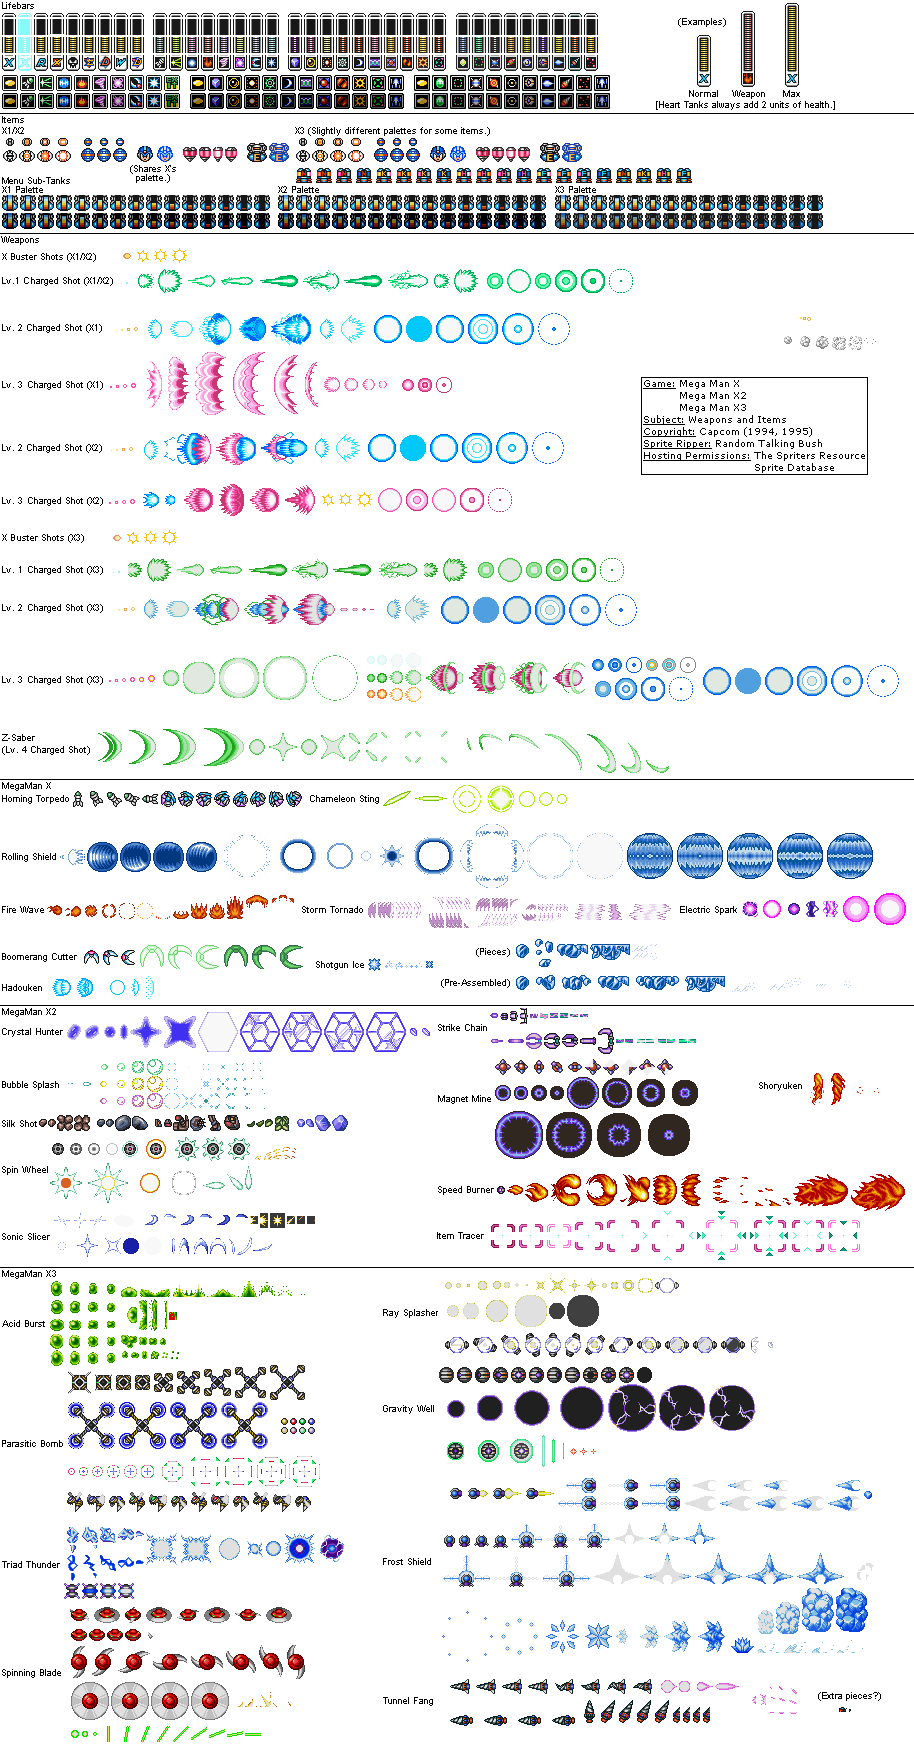 Lifebars
(Examples)
Normal
Weapon
Max
[Heart Tanks always add 2 units of health.]
Items
X1/X2
X3 (Slightly different palettes for some items.)
(Shares X's
palette.)
Menu Sub-Tanks
X1 Palette
X2 Palette
X3 Palette
Weapons
X Buster Shots (X1/X2)
Lv.1 Charged Shot (X1/X2)
Lv. 2 Charged Shot (X1)
Lv. 3 Charged Shot (X1)
Game: Mega Man X
Mega Man X2
Mega Man X3
Subject: Weapons and Items
Copyright: Capcom (1994, 1995)
Sprite Ripper: Random Talking Bush
Hosting Permissions: The Spriters Resource
Sprite Database
Lv. 2 Charged Shot (X2)
Lv. 3 Charged Shot (X2)
X Buster Shots (X3)
Lv. 1 Charged Shot (X3)
Lv. 2 Charged Shot (X3)
Lv. 3 Charged Shot (X3)
Z-Saber
(Lv. 4 Charged Shot)
MegaMan X
Homing Torpedo
Chameleon Sting
Rolling Shield
Fire Wave
Storm Tornado
Electric Spark
Boomerang Cutter
Shotgun Ice
(Pieces)
(Pre-Assembled)
Hadouken
MegaMan X2
Crystal Hunter
Strike Chain
Bubble Splash
Magnet Mine
Shoryuken
Silk Shot
Spin Wheel
Speed Burner
Sonic Slicer
Item Tracer
MegaMan X3
Acid Burst
Ray Splasher
Gravity Well
Parasitic Bomb
Triad Thunder
Frost Shield
Spinning Blade
Tunnel Fang
(Extra pieces?)